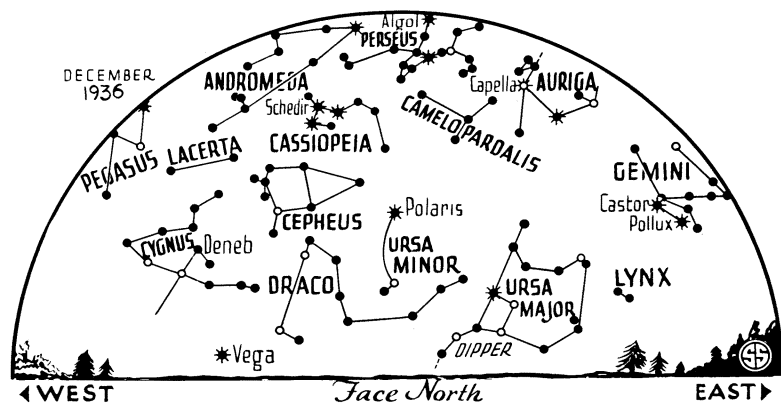 Algol
PERSEUS
DECEMBER
1936
ANDROMEDA
Capella
AURIGA
Schedir
CAMELOPARDALIS
CASSIOPEIA
PEGASUS
LACERTA
GEMINI
Castor
Pollux
Polaris
CEPHEUS
CYGNUS
Deneb
URSA
MINOR
DRACO
URSA
MAJOR
LYNX
DIPPER
Vega
SS
WEST
Face North
EAST